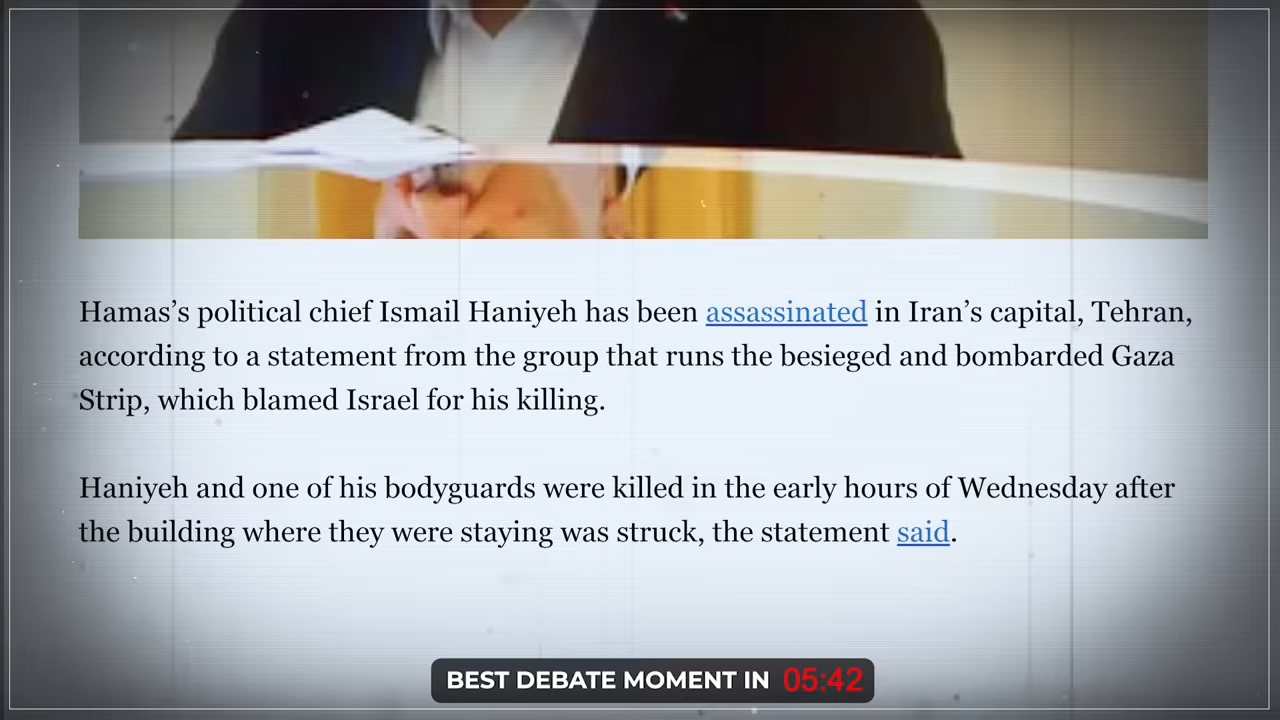 Hamas’s political chief Ismail Haniyeh has been assassinated in Iran’s capital, Tehran,
according to a statement from the group that runs the besieged and bombarded Gaza
Strip, which blamed Israel for his killing.
Haniyeh and one of his bodyguards were killed in the early hours of Wednesday after
the building where they were staying was struck, the statement said.
BEST DEBATE MOMENT IN 05:42